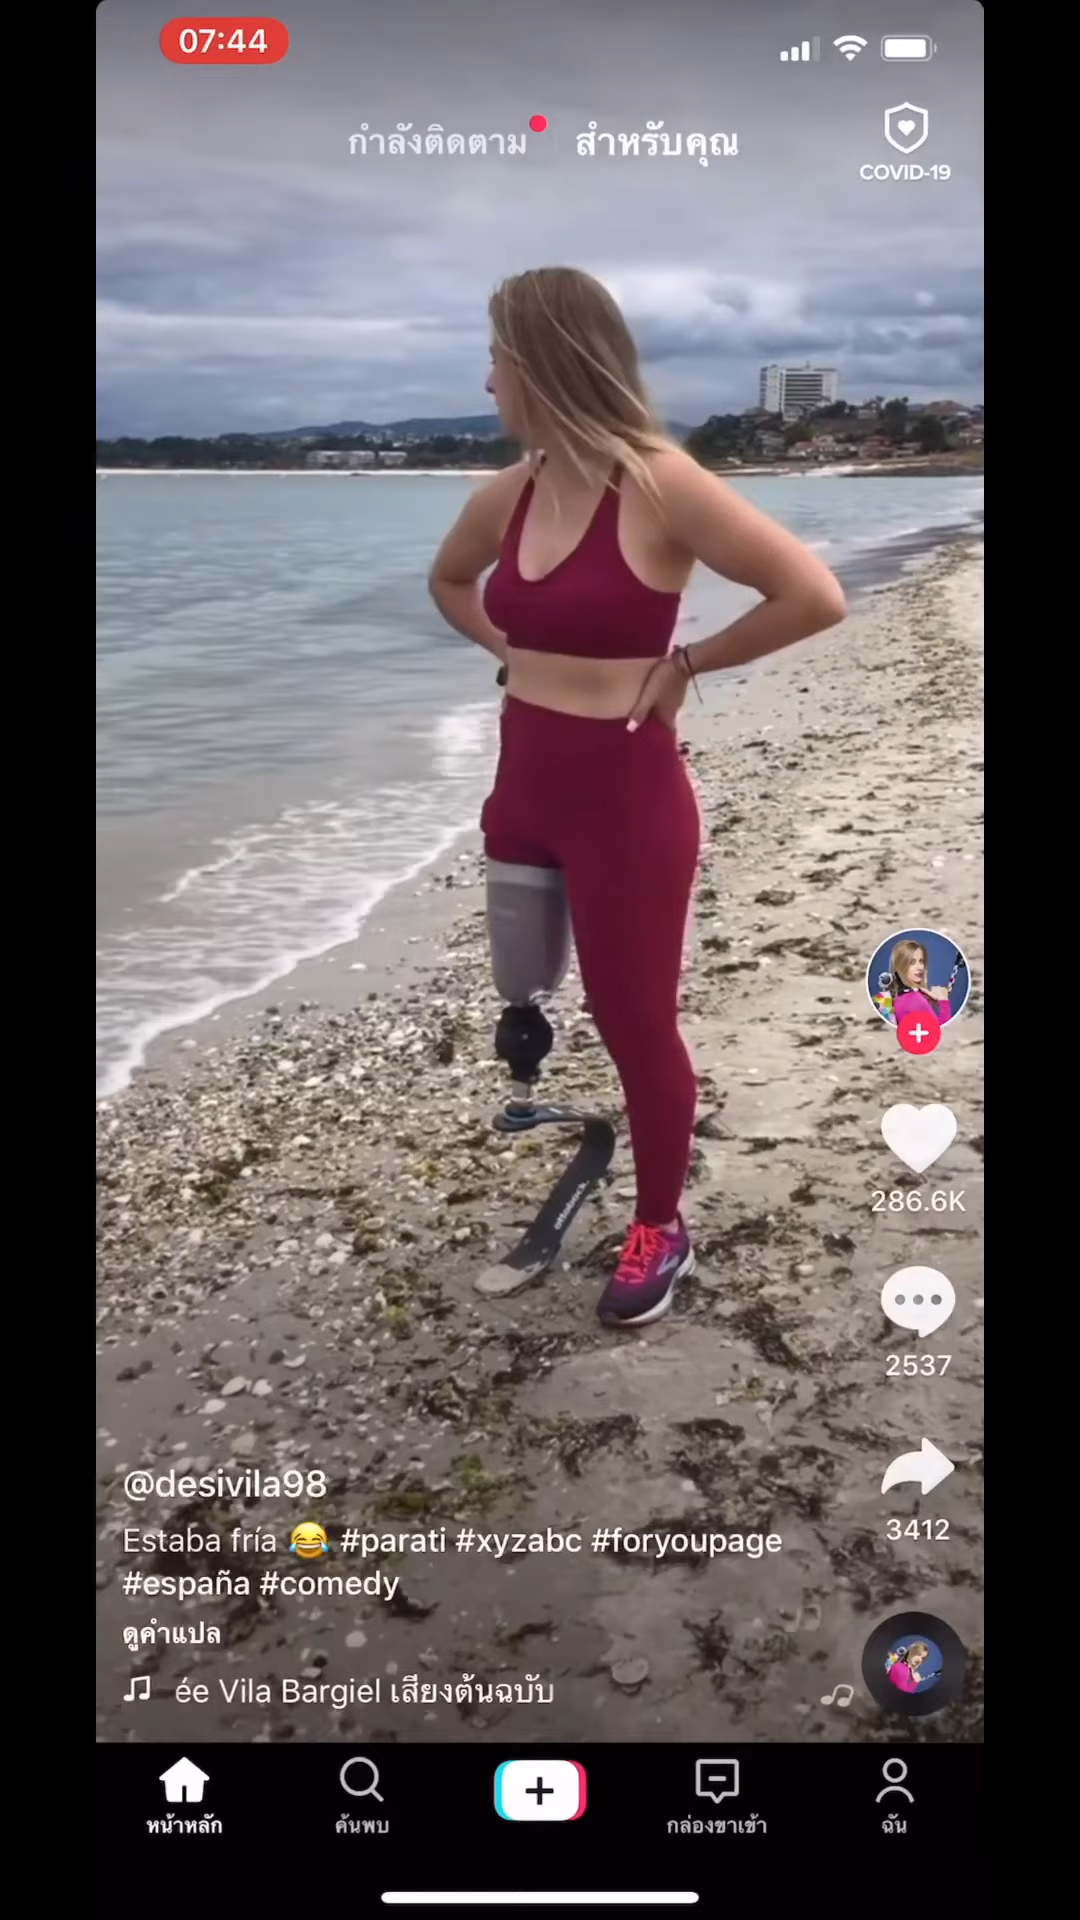 07:44
กำลังติดตาม
สำหรับคุณ
COVID-19
ottobock.
286.6K
2537
3412
@desivila98
Estaba fría 😂 #parati #xyzabc #foryoupage
#españa #comedy
ดูคำแปล
ée Vila Bargiel เสียงต้นฉบับ
หน้าหลัก
ค้นพบ
กล่องขาเข้า
ฉัน